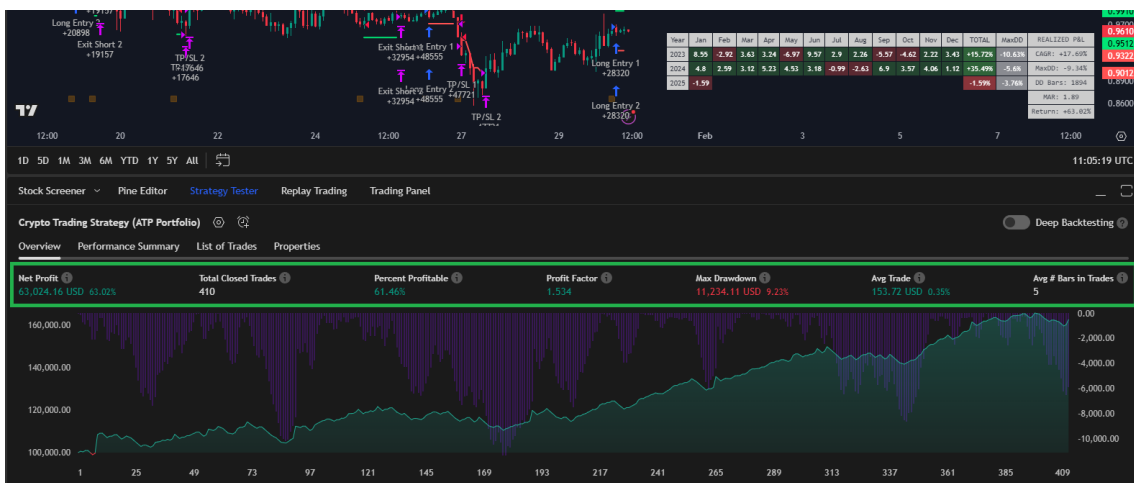 Long Entry 2
+20898
Exit Short 2
+19157
TP/SL 2
+17646
Exit Short 2
+32954
+48555
Exit Short 2
+32954
Long Entry 2
+48555
TP/SL 2
+47721
TP/SL 2
Long Entry 1
+28320
Long Entry 2
+28320
Year Jan Feb Mar Apr May Jun Jul Aug Sep Oct Nov Dec TOTAL MaxDD REALIZED P&L
2023 8.55 -2.92 3.63 3.24 -6.97 9.57 2.9 2.26 -5.57 -4.62 2.22 3.43 +15.72% -10.63% CAGR: +17.69%
2024 4.8 2.59 3.12 5.23 4.53 3.18 -0.99 -2.63 6.9 3.57 4.06 1.12 +35.49% -5.6% MaxDD: -9.34%
2025 -1.59 -1.59% -3.76% DD Bars: 1894
MAR: 1.89
Return: +63.02%
0.9610
0.9512
0.9322
0.9012
0.8600
12:00 20 22 24 12:00 27 29 12:00 Feb 3 5 7 12:00
1D 5D 1M 3M 6M YTD 1Y 5Y All 11:05:19 UTC
Stock Screener Pine Editor Strategy Tester Replay Trading Trading Panel
Crypto Trading Strategy (ATP Portfolio) Deep Backtesting
Overview Performance Summary List of Trades Properties
Net Profit Total Closed Trades Percent Profitable Profit Factor Max Drawdown Avg Trade Avg # Bars in Trades
63,024.16 USD 63.02% 410 61.46% 1.534 11,234.11 USD 9.23% 153.72 USD 0.35% 5
160,000.00 0.00
-2,000.00
140,000.00 -4,000.00
-6,000.00
120,000.00 -8,000.00
-10,000.00
100,000.00
1 25 49 73 97 121 145 169 193 217 241 265 289 313 337 361 385 409